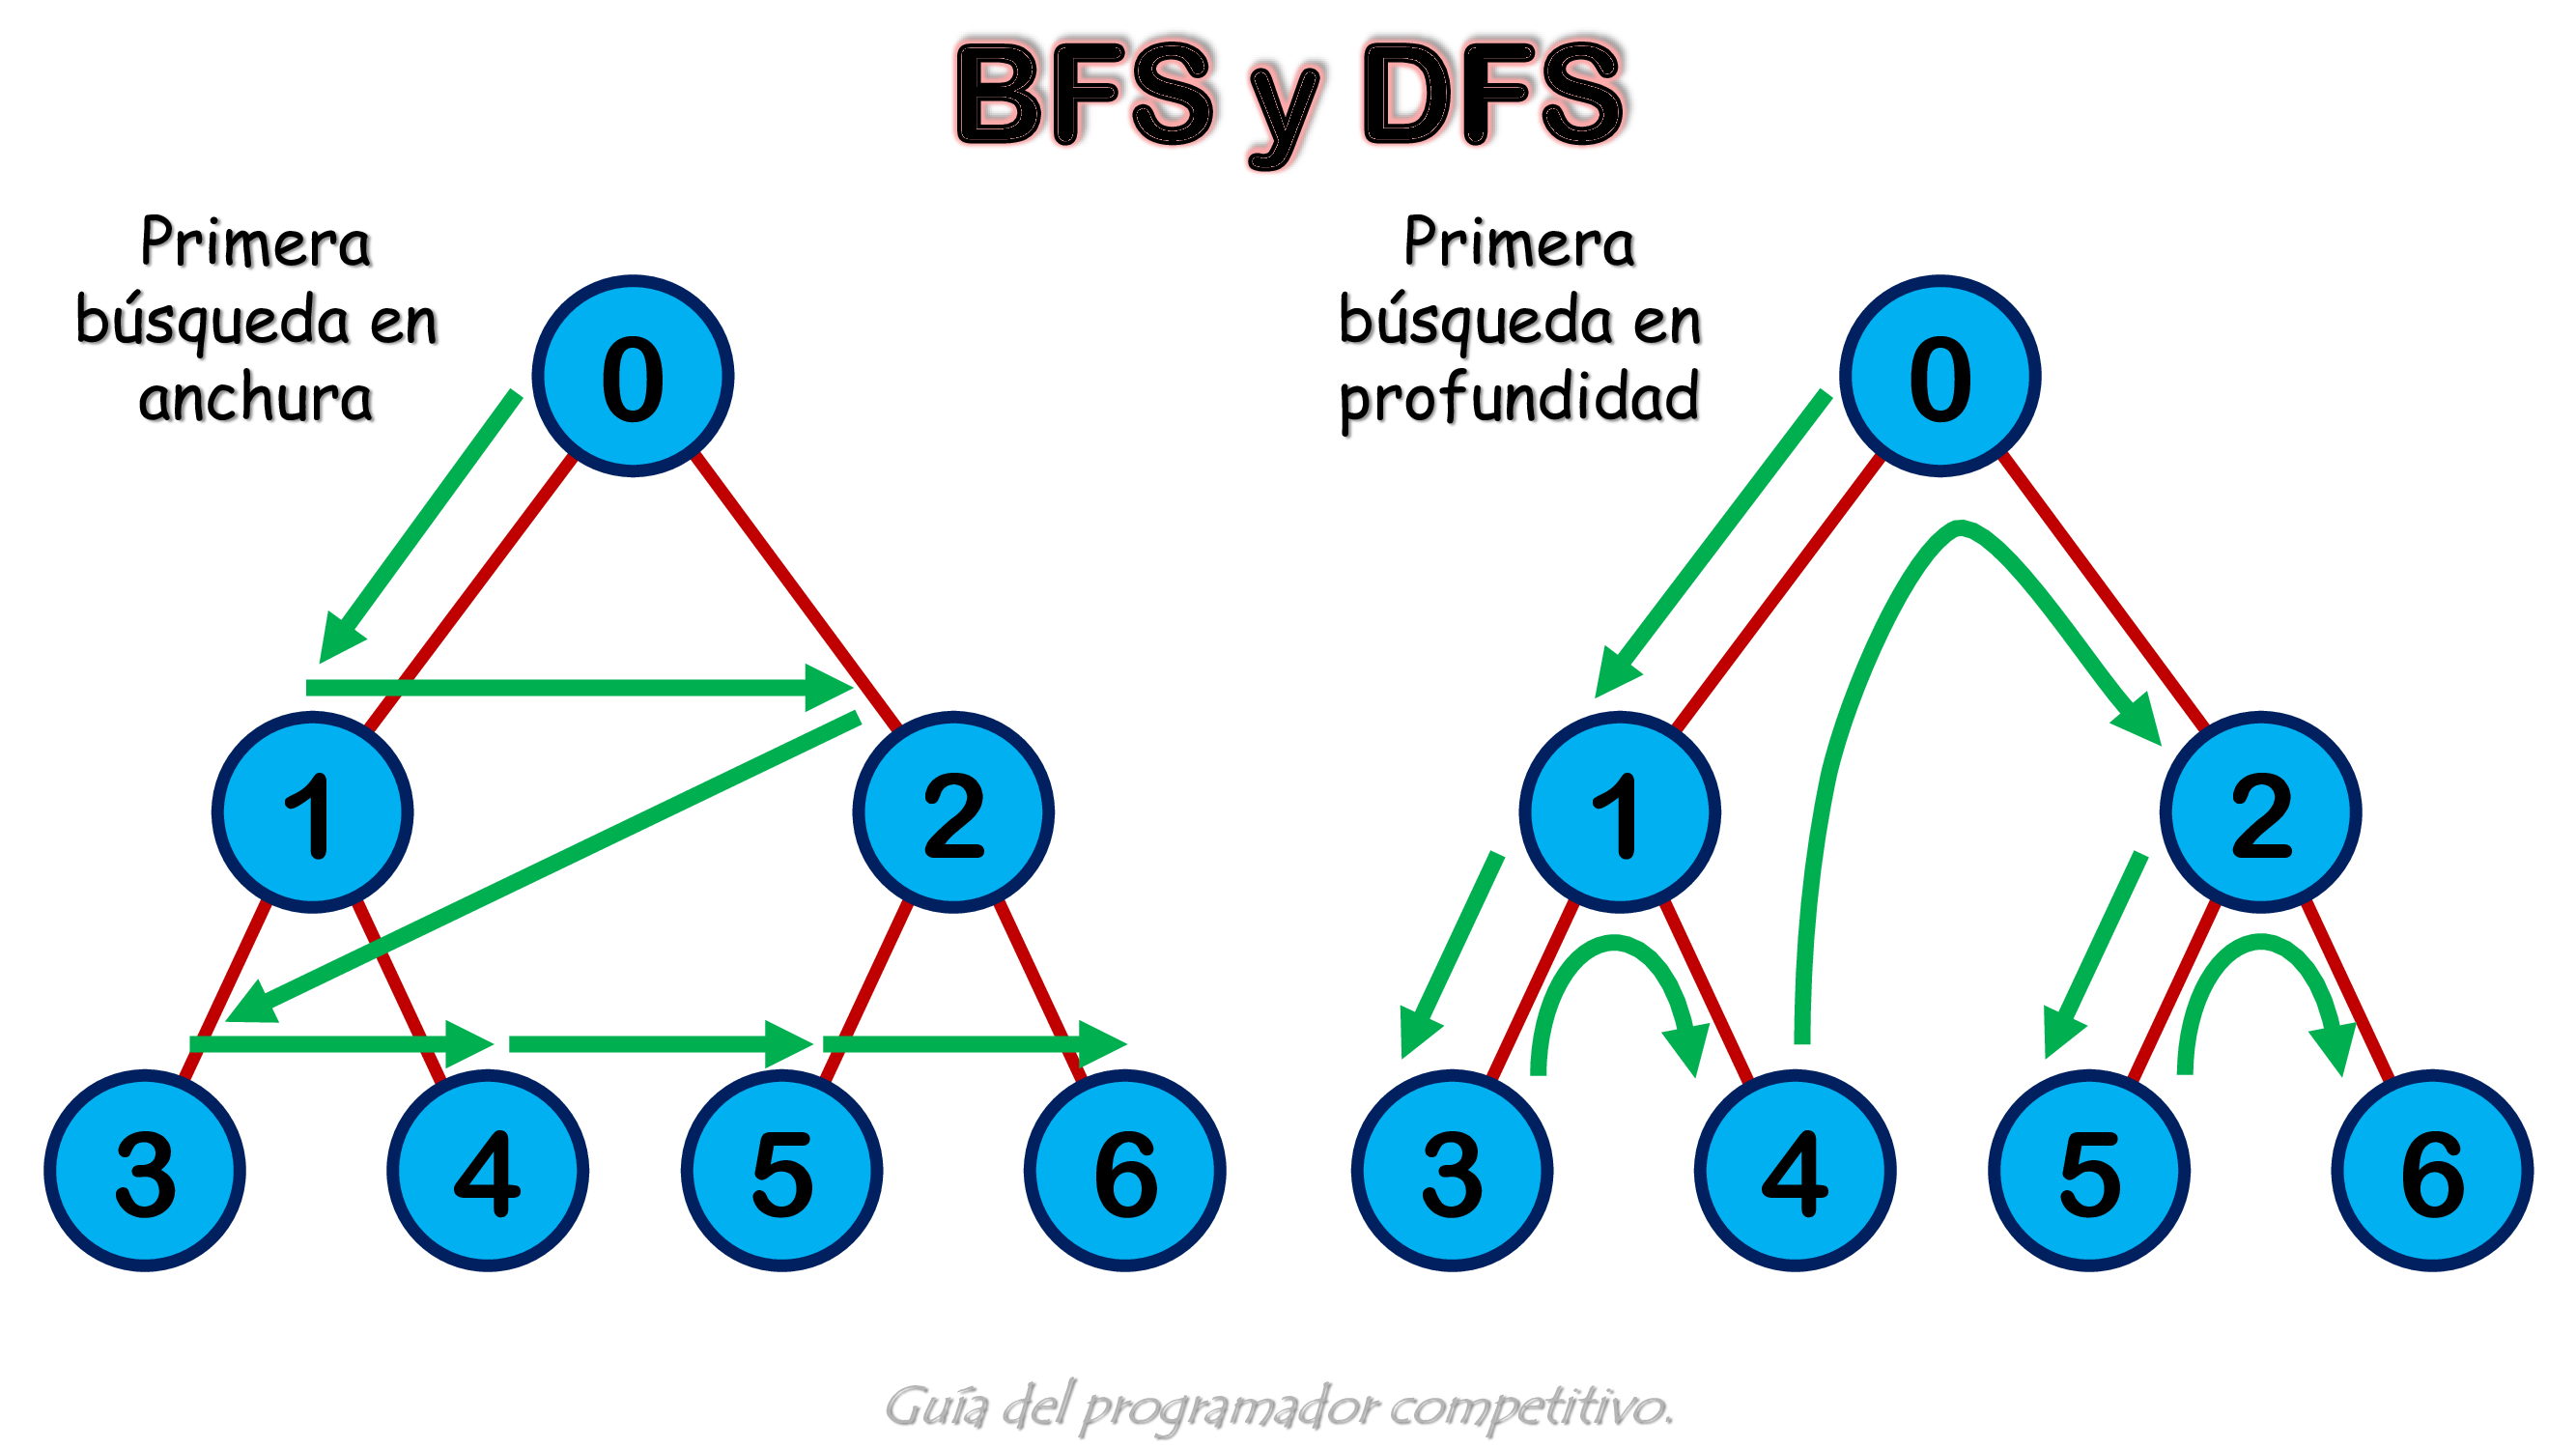 BFS y DFS
Primera
búsqueda en
anchura
0
1
2
3
4
5
6
Primera
búsqueda en
profundidad
0
1
2
3
4
5
6
Guía del programador competitivo.